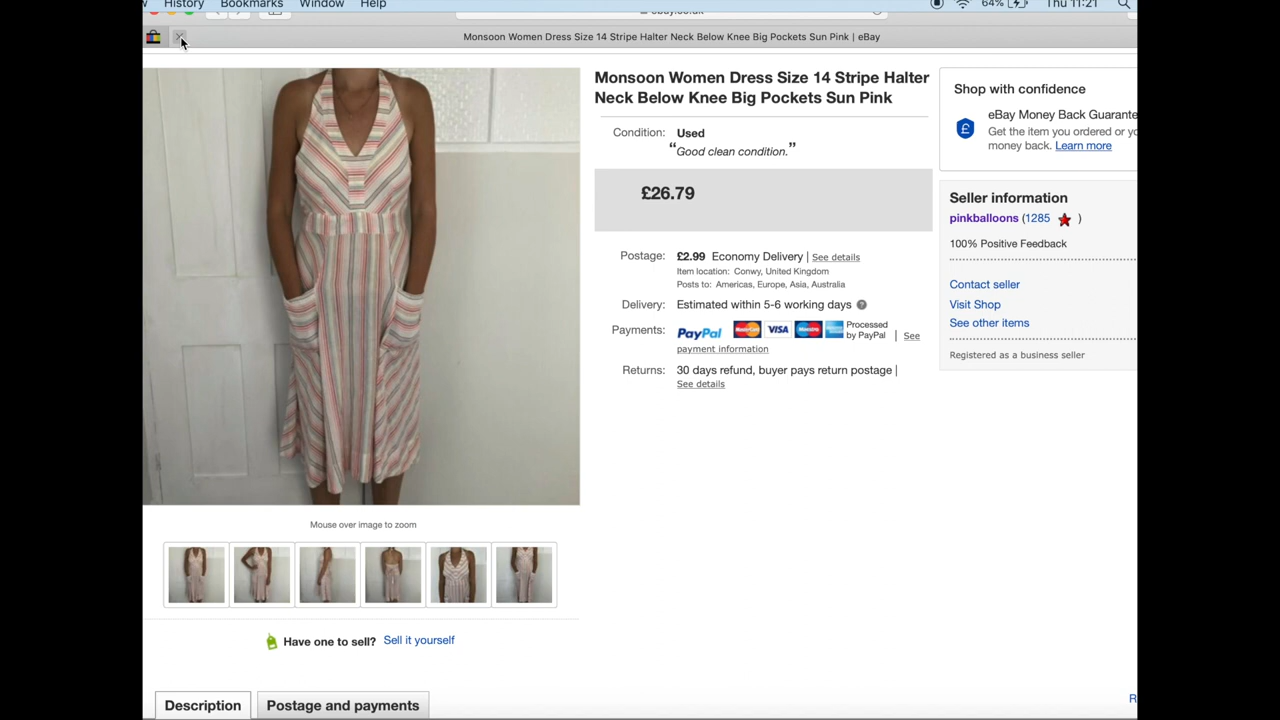 History Bookmarks Window Help 64% Thu 11:21
Monsoon Women Dress Size 14 Stripe Halter Neck Below Knee Big Pockets Sun Pink | eBay
Monsoon Women Dress Size 14 Stripe Halter
Neck Below Knee Big Pockets Sun Pink
Condition: Used
“Good clean condition.”
£26.79
Postage: £2.99 Economy Delivery | See details
Item location: Conwy, United Kingdom
Posts to: Americas, Europe, Asia, Australia
Delivery: Estimated within 5-6 working days
Payments: PayPal MasterCard VISA Maestro Processed
by PayPal | See
payment information
Returns: 30 days refund, buyer pays return postage |
See details
Shop with confidence
eBay Money Back Guarante
Get the item you ordered or yo
money back. Learn more
Seller information
pinkballoons (1285 )
100% Positive Feedback
Contact seller
Visit Shop
See other items
Registered as a business seller
Mouse over image to zoom
Have one to sell? Sell it yourself
Description Postage and payments
R